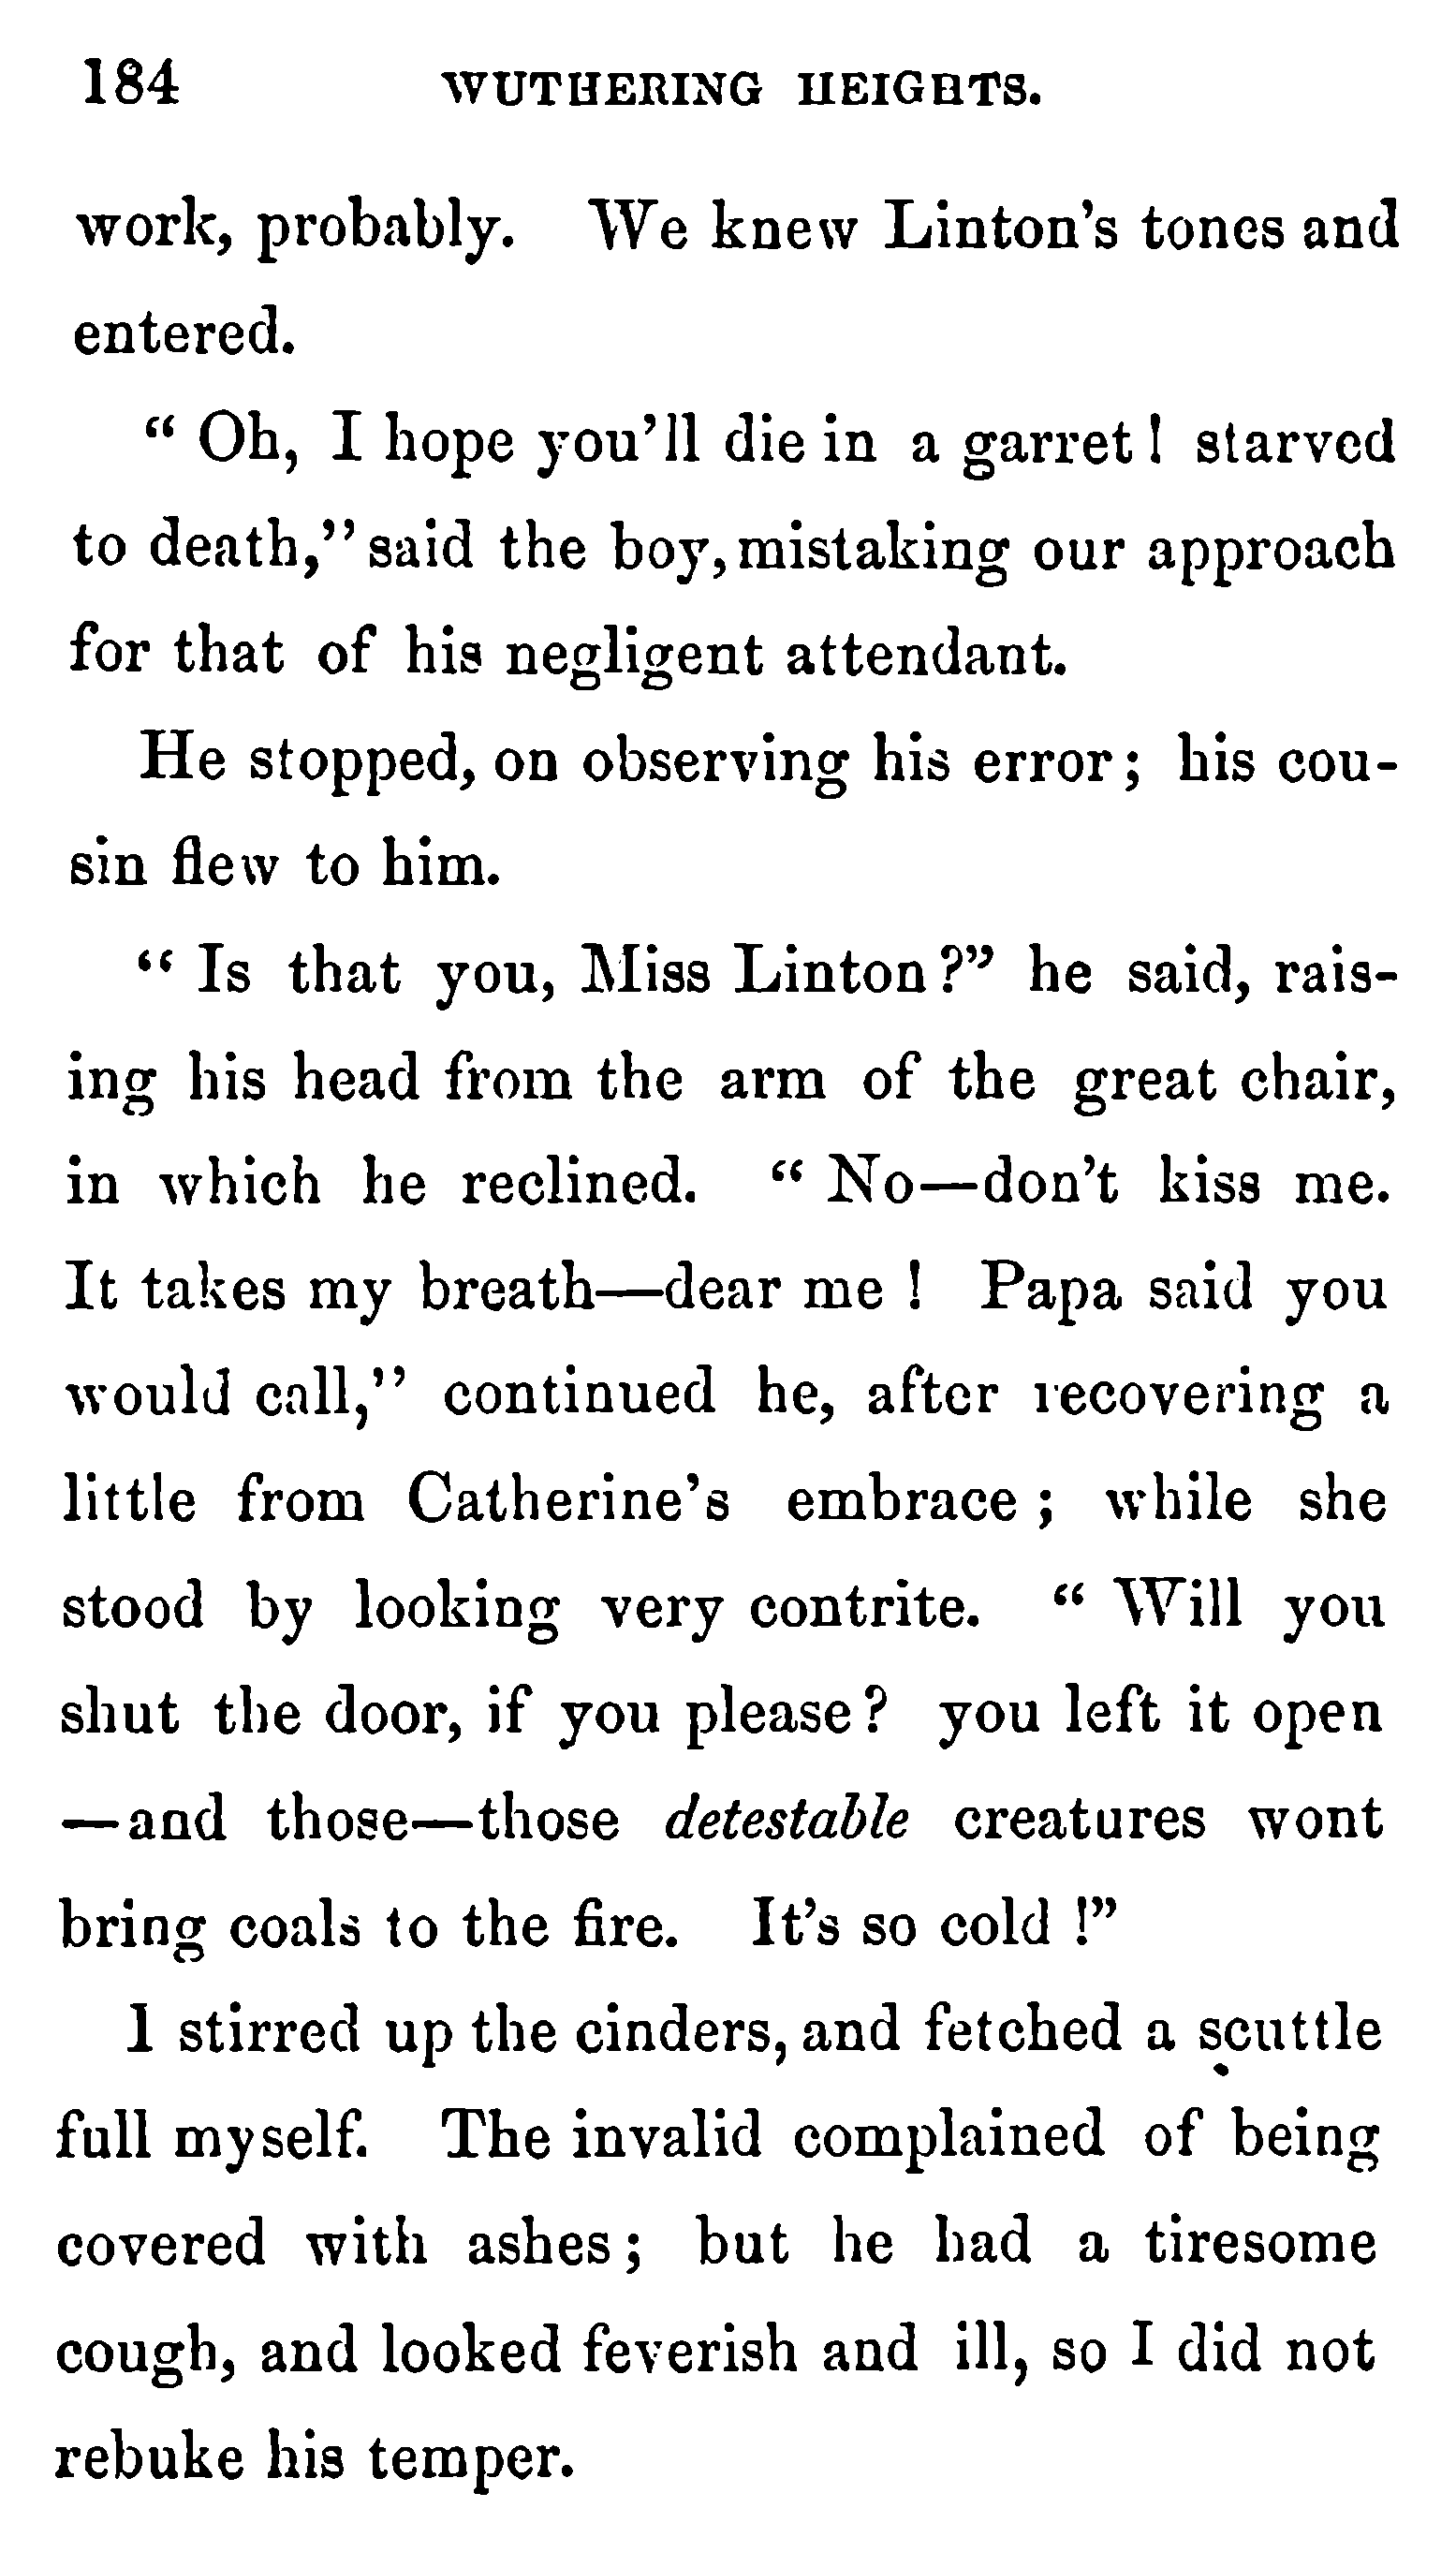 184 WUTHERING HEIGHTS.
work, probably. We knew Linton's tones and
entered.
“ Oh, I hope you'll die in a garret! starved
to death,” said the boy, mistaking our approach
for that of his negligent attendant.
He stopped, on observing his error; his cou-
sin flew to him.
“ Is that you, Miss Linton?” he said, rais-
ing his head from the arm of the great chair,
in which he reclined. “ No—don't kiss me.
It takes my breath—dear me ! Papa said you
would call,” continued he, after recovering a
little from Catherine's embrace ; while she
stood by looking very contrite. “ Will you
shut the door, if you please? you left it open
—and those—those detestable creatures wont
bring coals to the fire. It's so cold !”
I stirred up the cinders, and fetched a scuttle
full myself. The invalid complained of being
covered with ashes; but he had a tiresome
cough, and looked feverish and ill, so I did not
rebuke his temper.